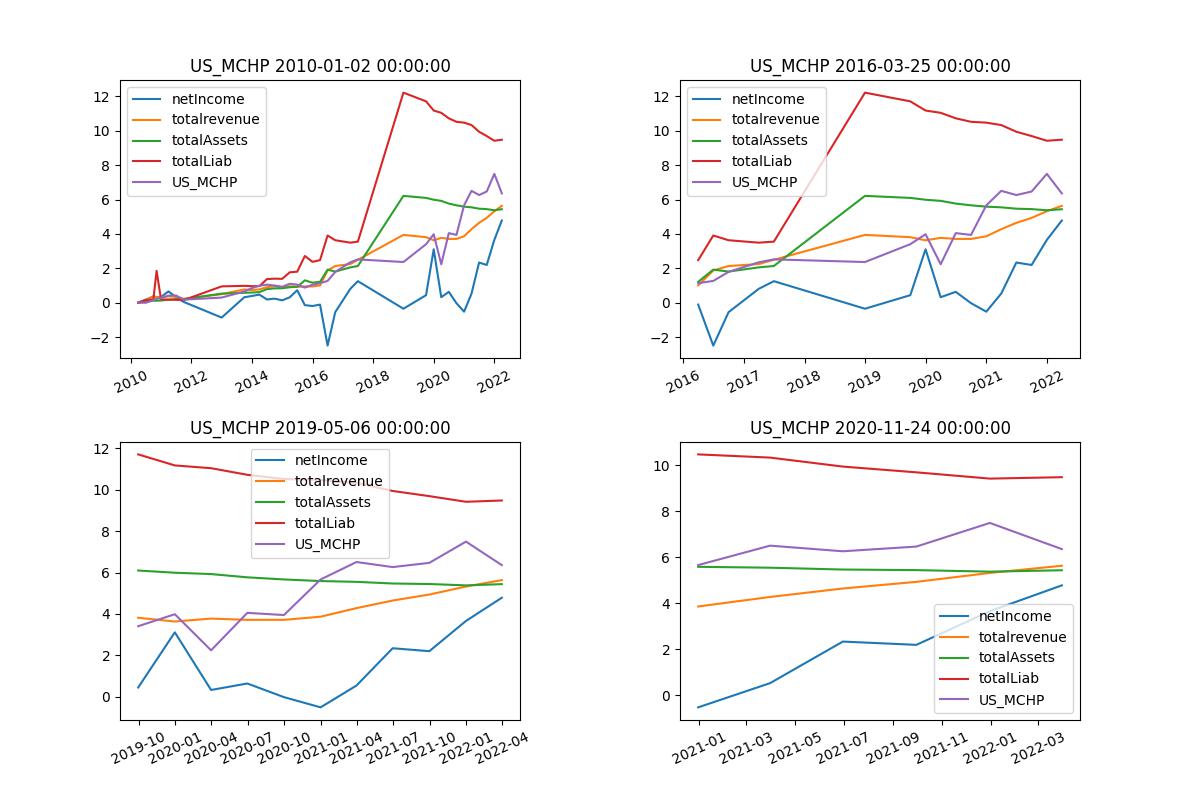 US_MCHP 2010-01-02 00:00:00
netIncome
totalrevenue
totalAssets
totalLiab
US_MCHP
12
10
8
6
4
2
0
−2
2010 2012 2014 2016 2018 2020 2022
US_MCHP 2016-03-25 00:00:00
netIncome
totalrevenue
totalAssets
totalLiab
US_MCHP
12
10
8
6
4
2
0
−2
2016 2017 2018 2019 2020 2021 2022
US_MCHP 2019-05-06 00:00:00
netIncome
totalrevenue
totalAssets
totalLiab
US_MCHP
12
10
8
6
4
2
0
2019-10 2020-01 2020-04 2020-07 2020-10 2021-01 2021-04 2021-07 2021-10 2022-01 2022-04
US_MCHP 2020-11-24 00:00:00
10
8
6
4
2
0
netIncome
totalrevenue
totalAssets
totalLiab
US_MCHP
2021-01 2021-03 2021-05 2021-07 2021-09 2021-11 2022-01 2022-03